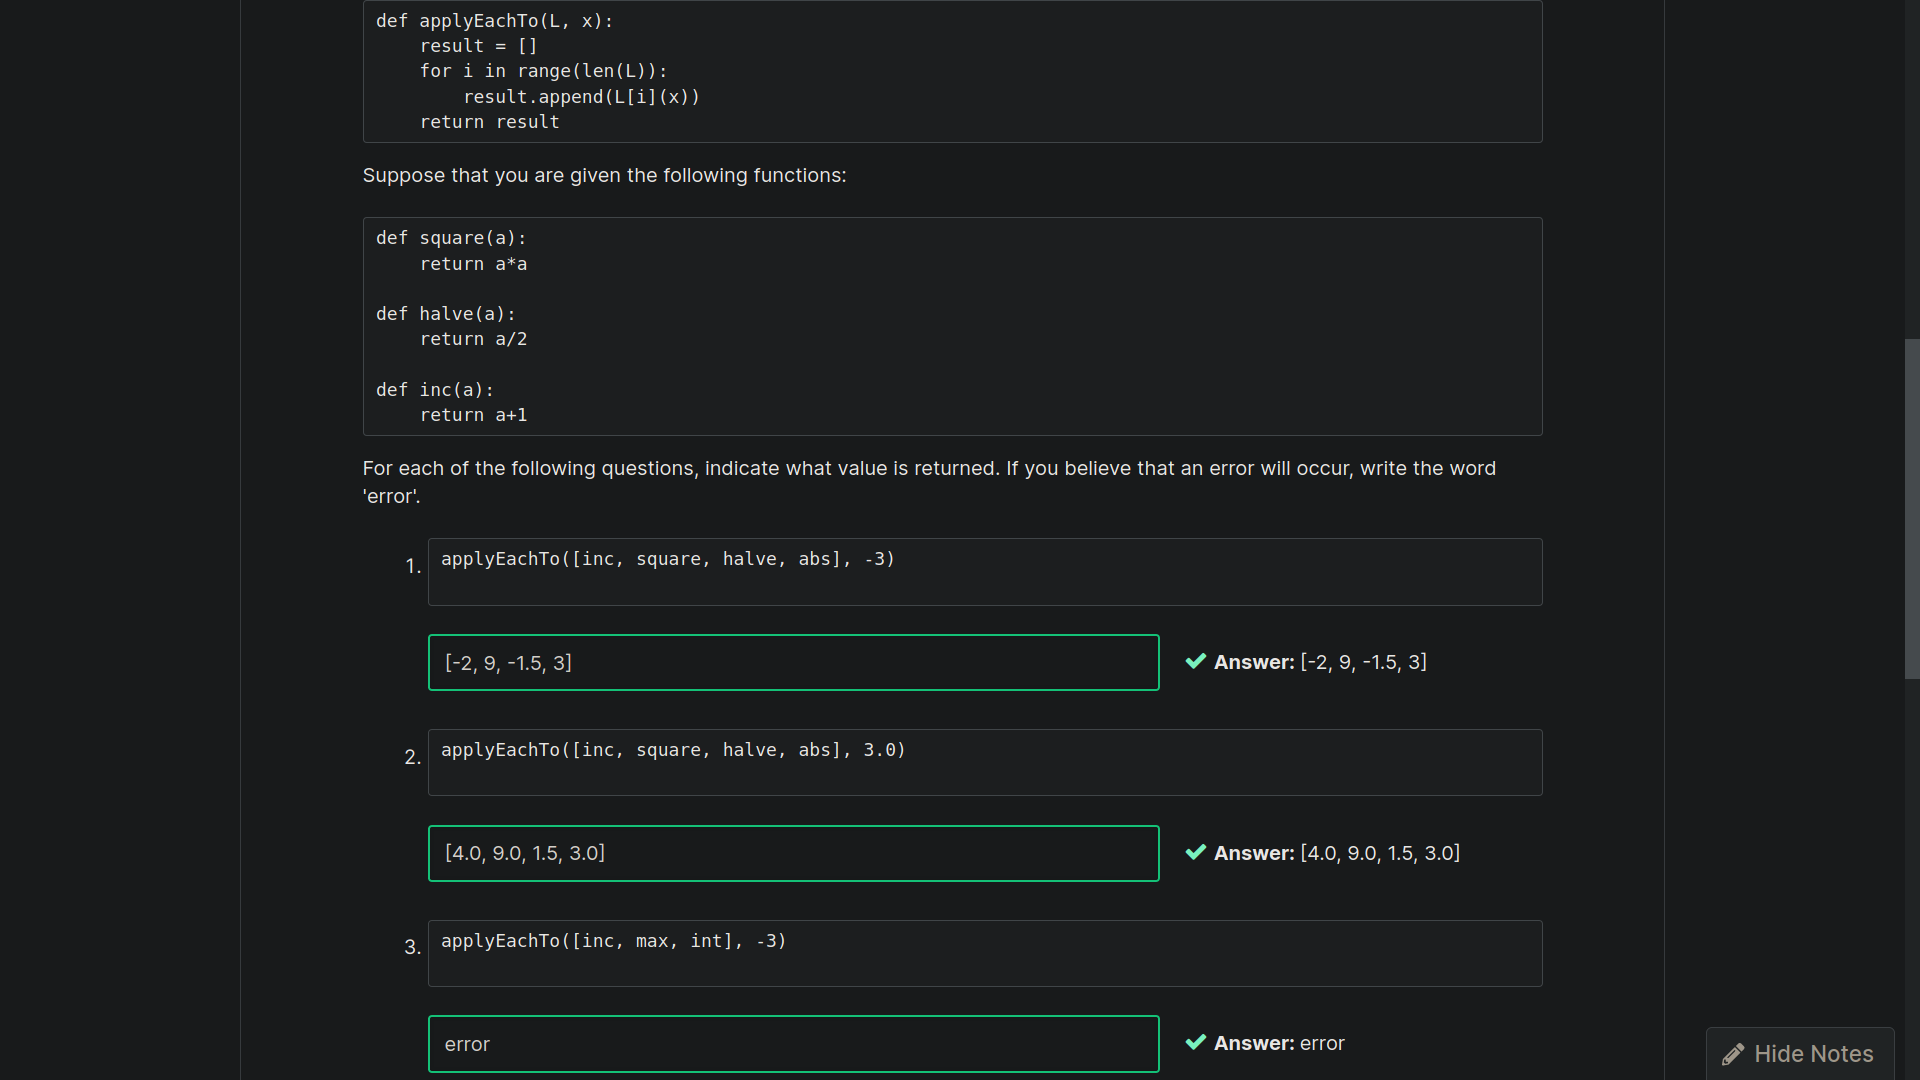 def applyEachTo(L, x):
    result = []
    for i in range(len(L)):
        result.append(L[i](x))
    return result
Suppose that you are given the following functions:
def square(a):
    return a*a
def halve(a):
    return a/2
def inc(a):
    return a+1
For each of the following questions, indicate what value is returned. If you believe that an error will occur, write the word
'error'.
1. applyEachTo([inc, square, halve, abs], -3)
[-2, 9, -1.5, 3] Answer: [-2, 9, -1.5, 3]
2. applyEachTo([inc, square, halve, abs], 3.0)
[4.0, 9.0, 1.5, 3.0] Answer: [4.0, 9.0, 1.5, 3.0]
3. applyEachTo([inc, max, int], -3)
error Answer: error
Hide Notes